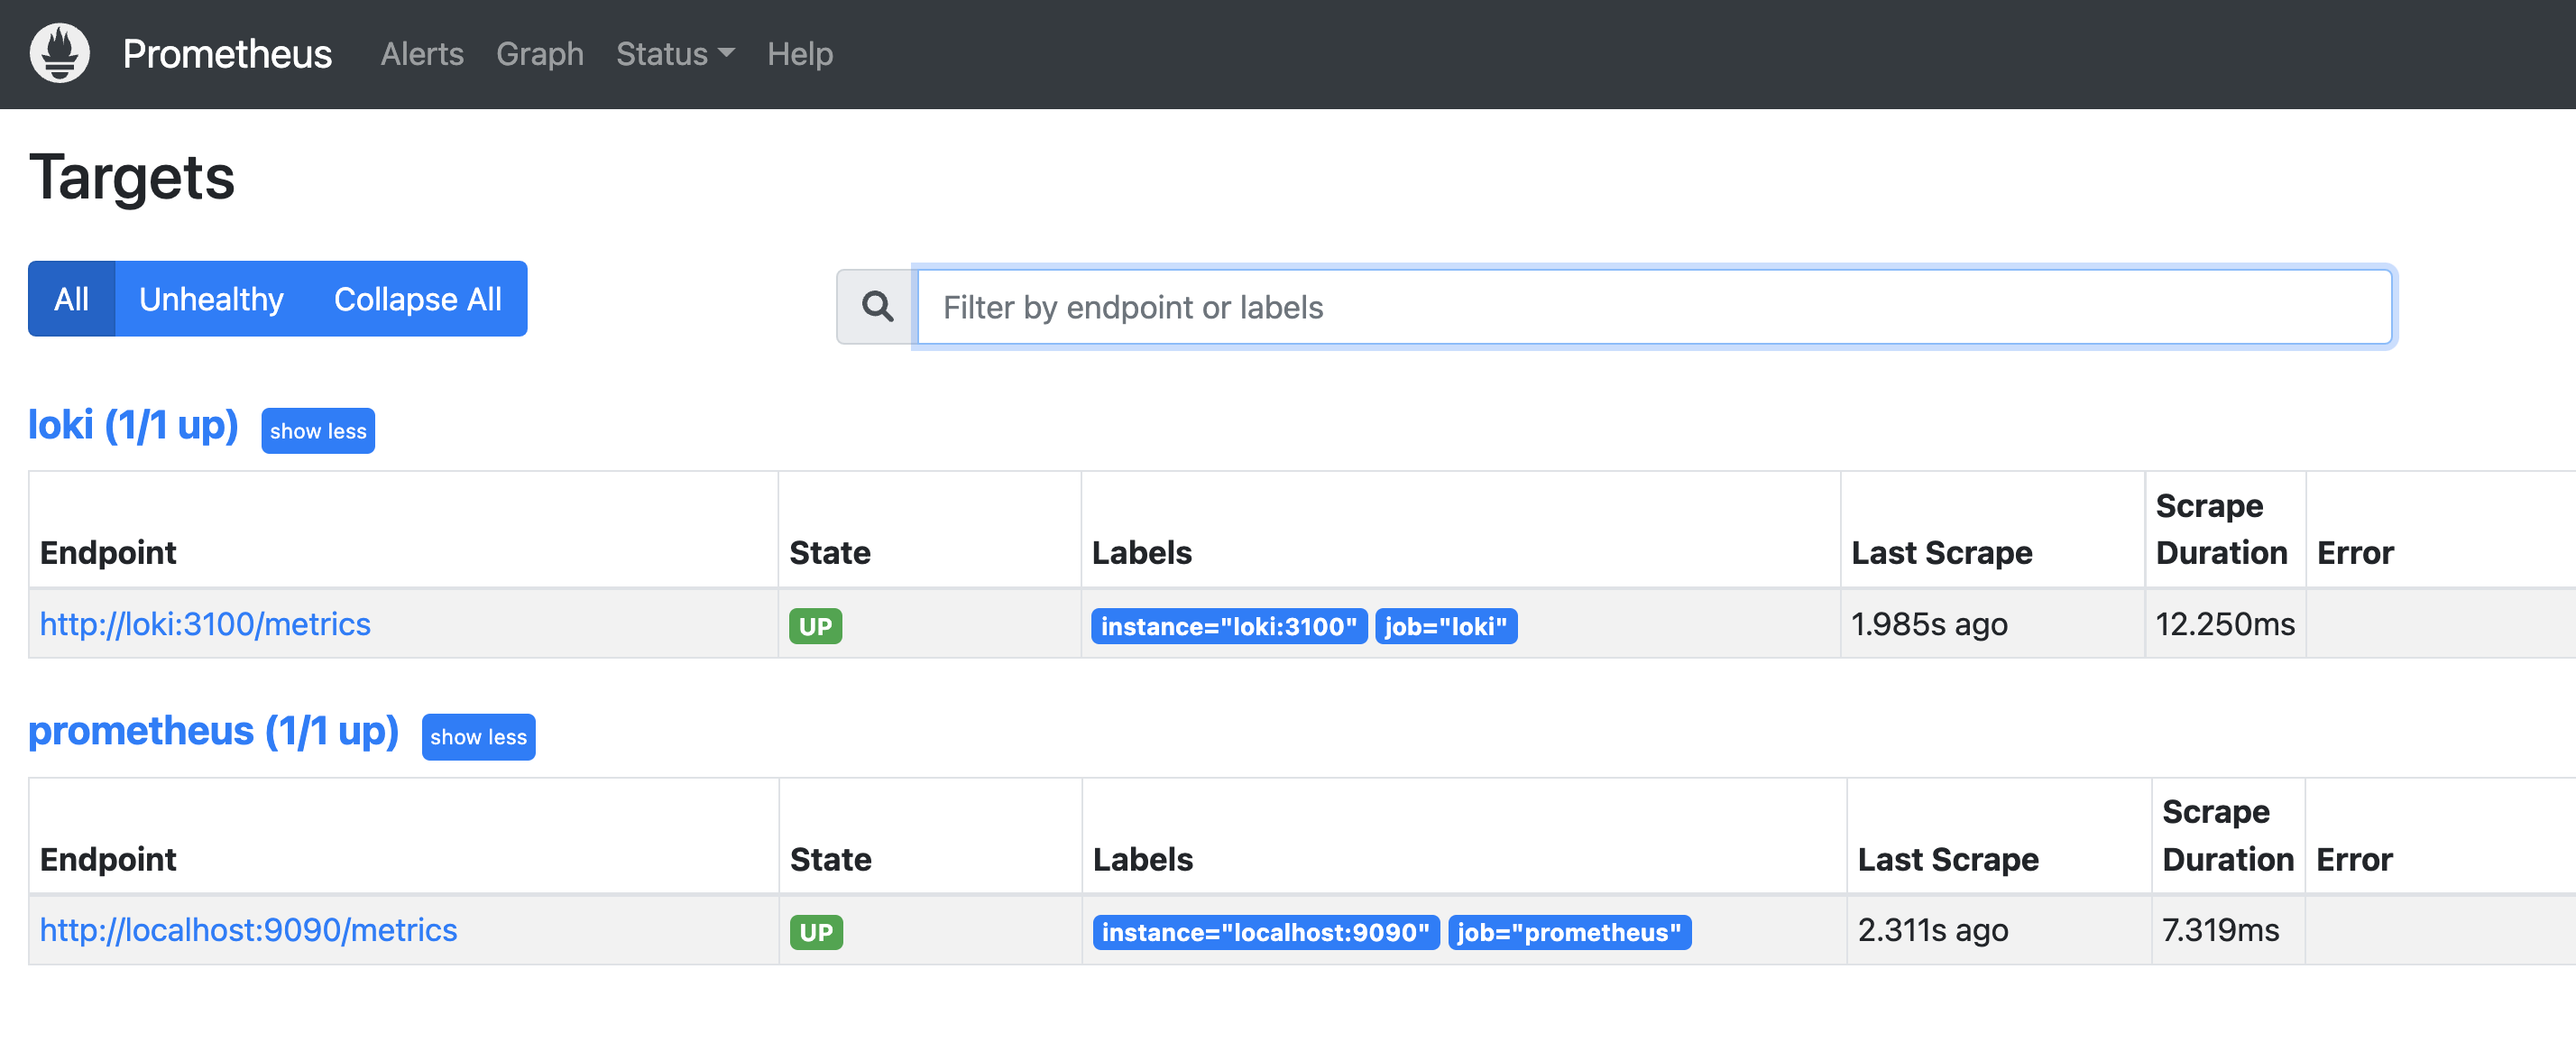 Prometheus Alerts Graph Status Help
Targets
All Unhealthy Collapse All
Filter by endpoint or labels
loki (1/1 up) show less
Endpoint State Labels Last Scrape Scrape Duration Error
http://loki:3100/metrics UP instance="loki:3100" job="loki" 1.985s ago 12.250ms
prometheus (1/1 up) show less
Endpoint State Labels Last Scrape Scrape Duration Error
http://localhost:9090/metrics UP instance="localhost:9090" job="prometheus" 2.311s ago 7.319ms